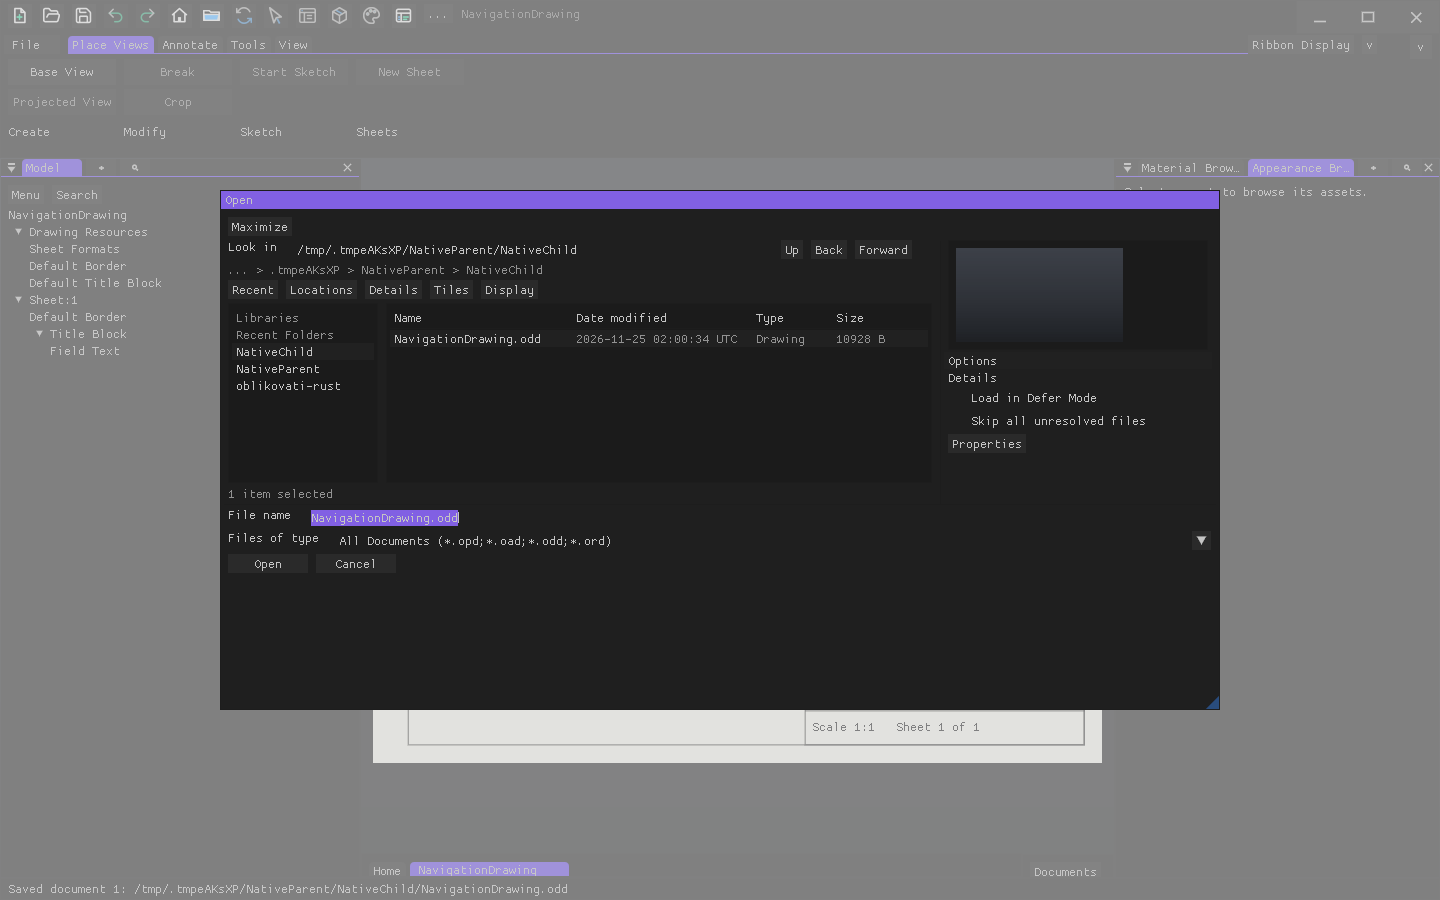 ... NavigationDrawing
File Place Views Annotate Tools View Ribbon Display v v
Base View Break Start Sketch New Sheet
Projected View Crop
Create Modify Sketch Sheets
Model
Material Brow... Appearance Br...
Menu Search
to browse its assets.
NavigationDrawing
Drawing Resources
Sheet Formats
Default Border
Default Title Block
Sheet:1
Default Border
Title Block
Field Text
Open
Maximize
Look in /tmp/.tmpeAKsXP/NativeParent/NativeChild Up Back Forward
... > .tmpeAKsXP > NativeParent > NativeChild
Recent Locations Details Tiles Display
Libraries
Recent Folders
NativeChild
NativeParent
oblikovati-rust
Name Date modified Type Size
NavigationDrawing.odd 2026-11-25 02:00:34 UTC Drawing 10928 B
Options
Details
Load in Defer Mode
Skip all unresolved files
Properties
1 item selected
File name NavigationDrawing.odd
Files of type All Documents (*.opd;*.oad;*.odd;*.ord)
Open Cancel
Scale 1:1 Sheet 1 of 1
Home NavigationDrawing Documents
Saved document 1: /tmp/.tmpeAKsXP/NativeParent/NativeChild/NavigationDrawing.odd